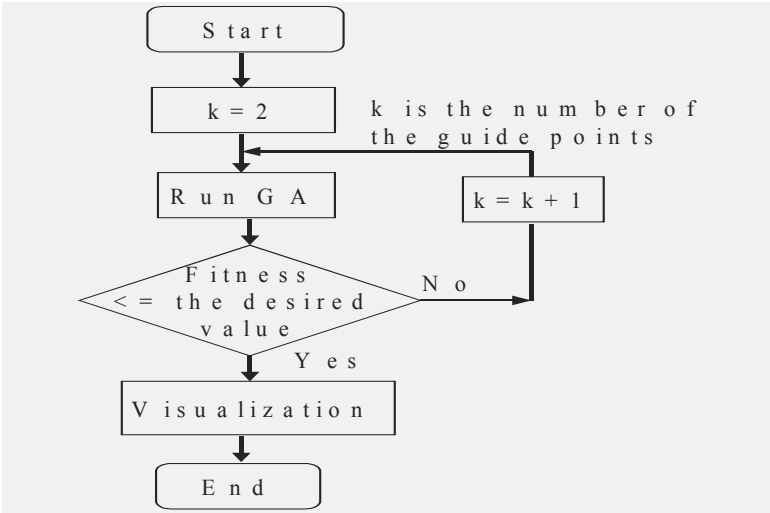 Start
k = 2
k is the number of
the guide points
Run GA
k = k + 1
Fitness
<= the desired
value
No
Yes
Visualization
End